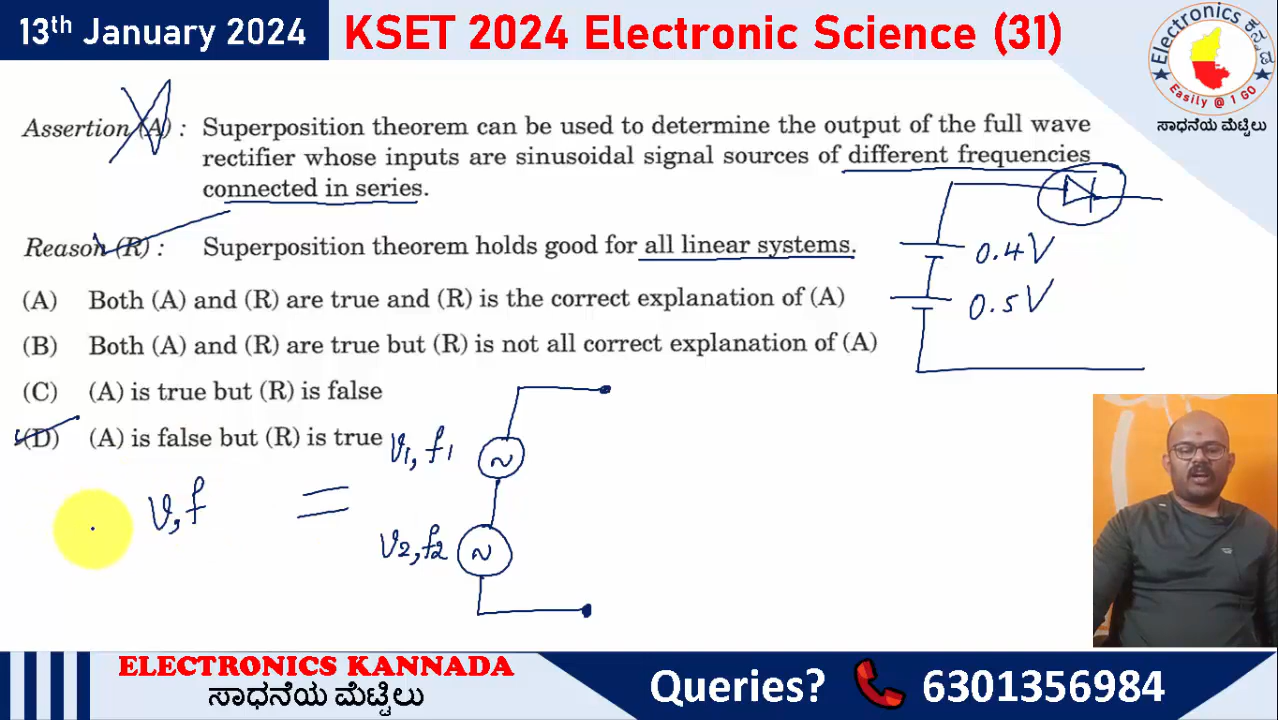 13th January 2024
KSET 2024 Electronic Science (31)
Electronics ಕನ್ನಡ
Easily @ 1 GO
ಸಾಧನೆಯ ಮೆಟ್ಟಿಲು
Assertion (A) : Superposition theorem can be used to determine the output of the full wave
rectifier whose inputs are sinusoidal signal sources of different frequencies
connected in series.
Reason (R) : Superposition theorem holds good for all linear systems.
(A) Both (A) and (R) are true and (R) is the correct explanation of (A)
(B) Both (A) and (R) are true but (R) is not all correct explanation of (A)
(C) (A) is true but (R) is false
(D) (A) is false but (R) is true
0.4V
0.5V
V1, f1
V, f =
V2, f2
ELECTRONICS KANNADA
ಸಾಧನೆಯ ಮೆಟ್ಟಿಲು
Queries? 6301356984